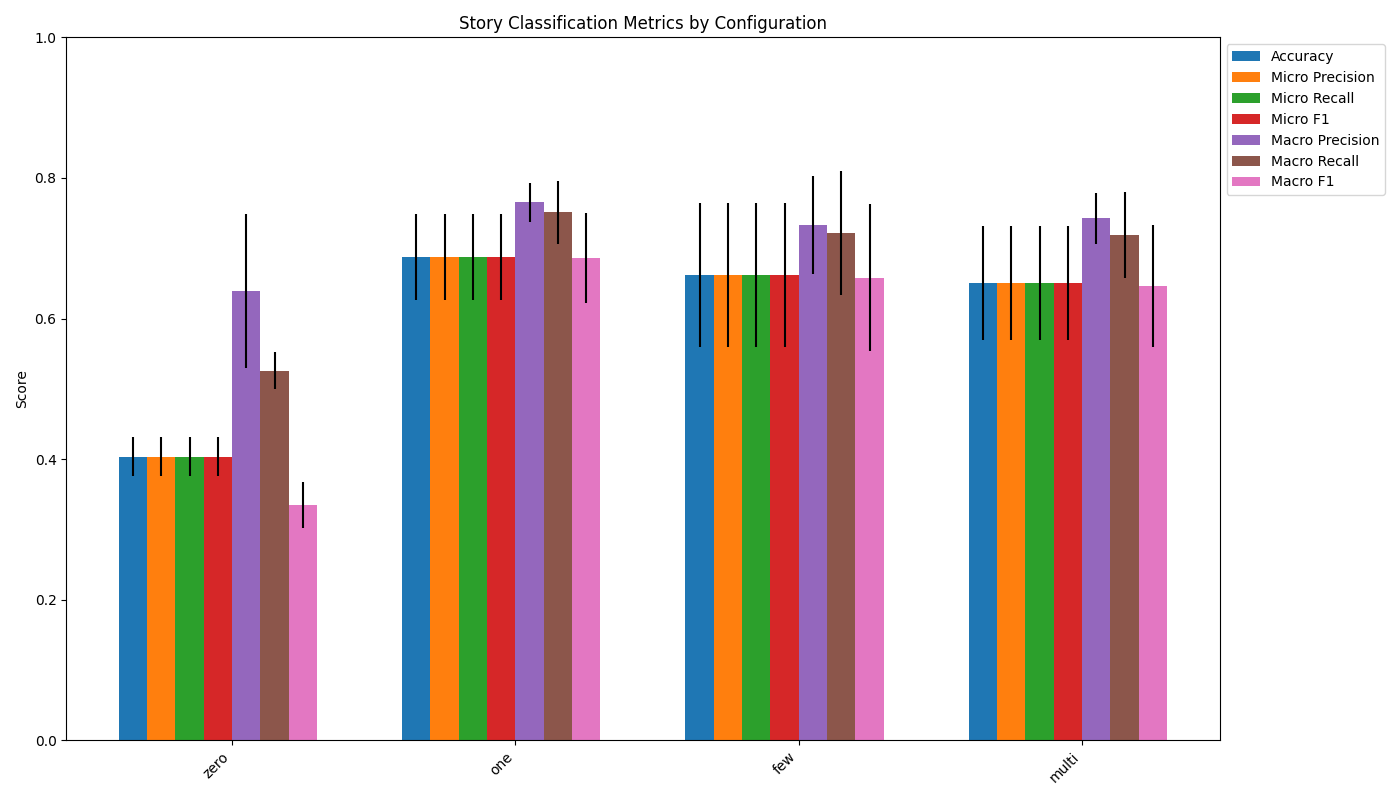 Story Classification Metrics by Configuration
1.0
0.8
0.6
0.4
0.2
0.0
Score
zero
one
few
multi
Accuracy
Micro Precision
Micro Recall
Micro F1
Macro Precision
Macro Recall
Macro F1